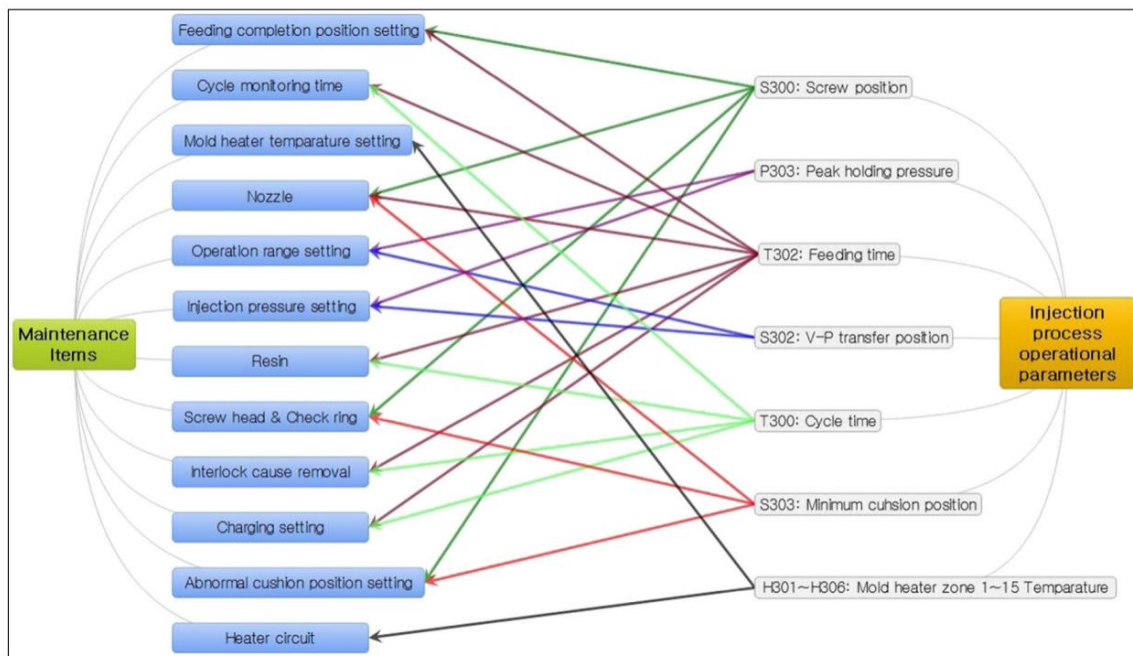 Feeding completion position setting
Cycle monitoring time
Mold heater temparature setting
Nozzle
Operation range setting
Injection pressure setting
Resin
Screw head & Check ring
Interlock cause removal
Charging setting
Abnormal cushion position setting
Heater circuit
Maintenance
Items
S300: Screw position
P303: Peak holding pressure
T302: Feeding time
S302: V-P transfer position
T300: Cycle time
S303: Minimum cuhsion position
H301~H306: Mold heater zone 1~15 Temparature
Injection
process
operational
parameters